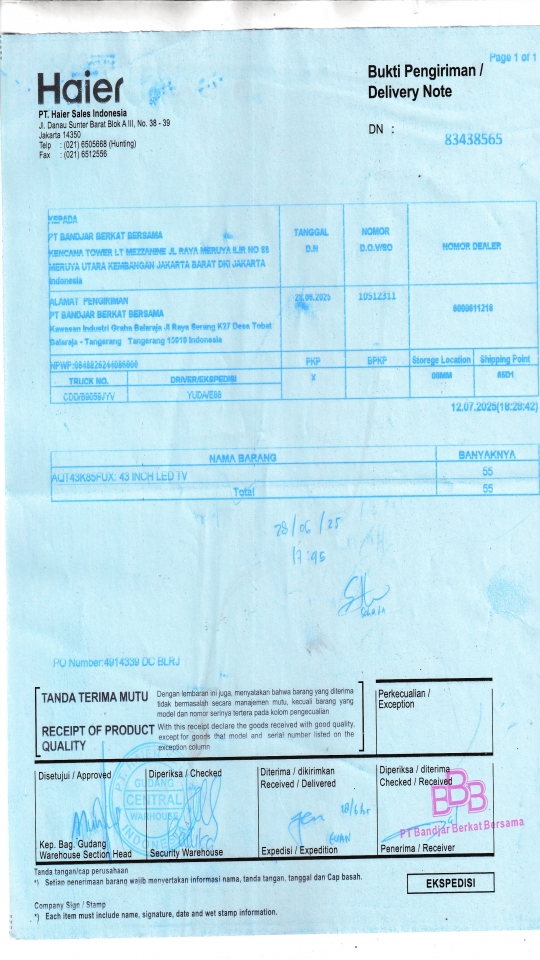 Page 1 of 1
Haier
Bukti Pengiriman /
Delivery Note
PT. Haier Sales Indonesia
Jl. Danau Sunter Barat Blok A III, No. 38 - 39
Jakarta 14350
Telp : (021) 6505668 (Hunting)
Fax : (021) 6512556
DN : 83438565
KEPADA
PT BANDJAR BERKAT BERSAMA
KENCANA TOWER LT MEZZANINE JL RAYA MERUYA ILIR NO 88
MERUYA UTARA KEMBANGAN JAKARTA BARAT DKI JAKARTA
Indonesia
TANGGAL
D.N
NOMOR
D.O.V/SO
NOMOR DEALER
ALAMAT PENGIRIMAN
PT BANDJAR BERKAT BERSAMA
Kawasan Industri Graha Balaraja Jl Raya Serang K27 Desa Tobat
Balaraja - Tangerang Tangerang 15610 Indonesia
28.06.2025
10512311
PKP
SPKP
Storege Location
Shipping Point
TRUCK NO.
DRIVER/EKSPEDISI
X
CDD/B9059JYV
12.07.2025(16:28:42)
NAMA BARANG
BANYAKNYA
AQT43K85FUX: 43 INCH LED TV
55
Total
55
28/06/25
17:45
PO Number:4914339 DC BLRJ
TANDA TERIMA MUTU
Dengan lembaran ini juga, menyatakan bahwa barang yang diterima
tidak bermasalah secara manajemen mutu, kecuali barang yang
model dan nomor serinya tertera pada kolom pengecualian
RECEIPT OF PRODUCT
QUALITY
With this receipt declare the goods received with good quality,
except for goods that model and serial number listed on the
exception column
Perkecualian /
Exception
Disetujui / Approved
Diperiksa / Checked
Diterima / dikirimkan
Received / Delivered
Diperiksa / diterima
Checked / Received
GUDANG
CENTRAL
WAREHOUSE
BBB
PT Bandjar Berkat Bersama
Kep. Bag. Gudang
Warehouse Section Head
Security Warehouse
Expedisi / Expedition
Penerima / Receiver
Tanda tangan/cap perusahaan
*) Setiap penerimaan barang wajib menyertakan informasi nama, tanda tangan, tanggal dan Cap basah.
EKSPEDISI
Company Sign / Stamp
*) Each item must include name, signature, date and wet stamp information.